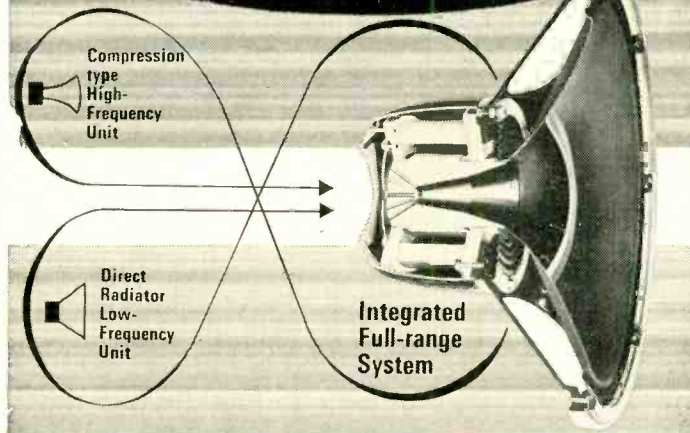 Compression
type
High-
Frequency
Unit
Direct
Radiator
Low-
Frequency
Unit
Integrated
Full-range
System